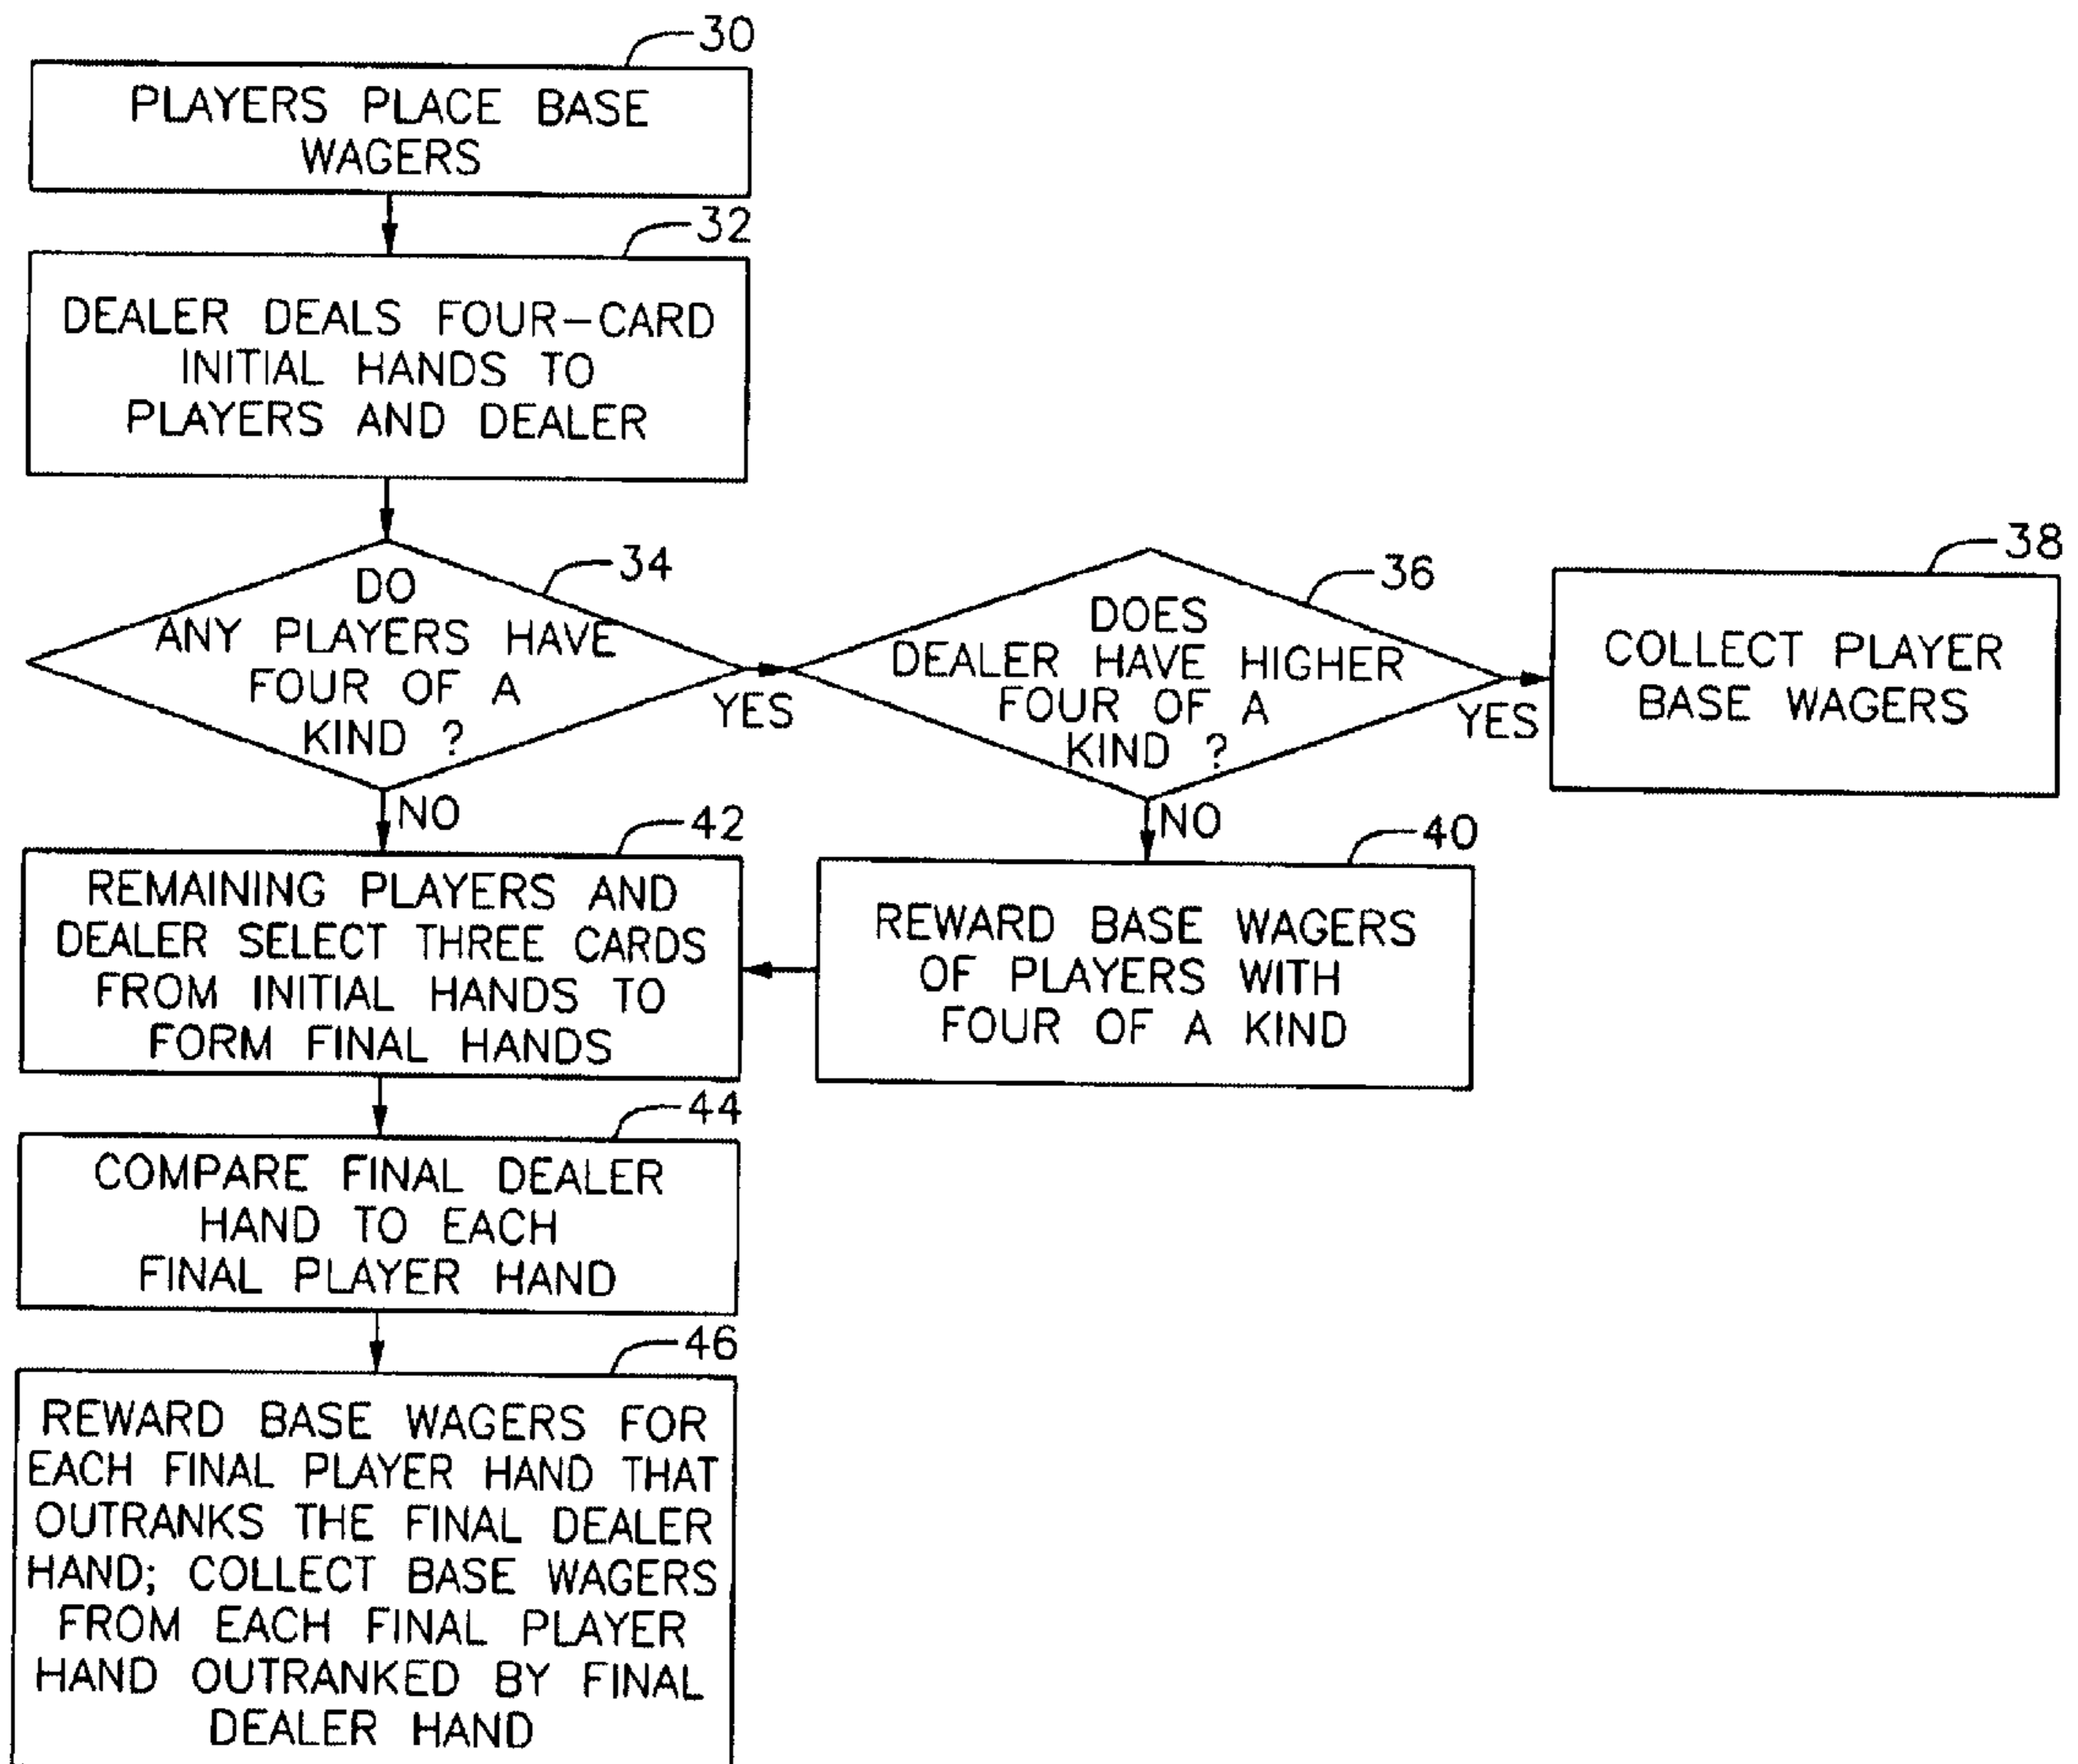 30
PLAYERS PLACE BASE
WAGERS
32
DEALER DEALS FOUR-CARD
INITIAL HANDS TO
PLAYERS AND DEALER
34
DO
ANY PLAYERS HAVE
FOUR OF A
KIND ?
YES
NO
36
DOES
DEALER HAVE HIGHER
FOUR OF A
KIND ?
YES
NO
38
COLLECT PLAYER
BASE WAGERS
40
REWARD BASE WAGERS
OF PLAYERS WITH
FOUR OF A KIND
42
REMAINING PLAYERS AND
DEALER SELECT THREE CARDS
FROM INITIAL HANDS TO
FORM FINAL HANDS
44
COMPARE FINAL DEALER
HAND TO EACH
FINAL PLAYER HAND
46
REWARD BASE WAGERS FOR
EACH FINAL PLAYER HAND THAT
OUTRANKS THE FINAL DEALER
HAND; COLLECT BASE WAGERS
FROM EACH FINAL PLAYER
HAND OUTRANKED BY FINAL
DEALER HAND